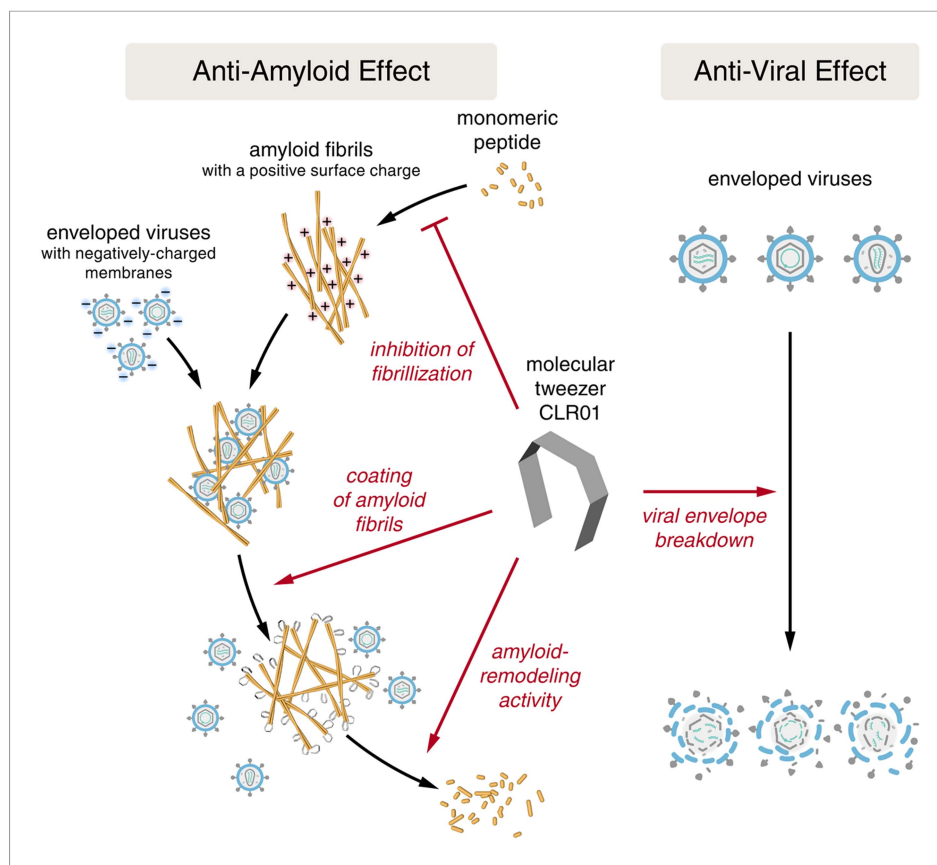 Anti-Amyloid Effect
Anti-Viral Effect
monomeric
peptide
amyloid fibrils
with a positive surface charge
enveloped viruses
with negatively-charged
membranes
enveloped viruses
inhibition of
fibrillization
molecular
tweezer
CLR01
coating
of amyloid
fibrils
viral envelope
breakdown
amyloid-
remodeling
activity